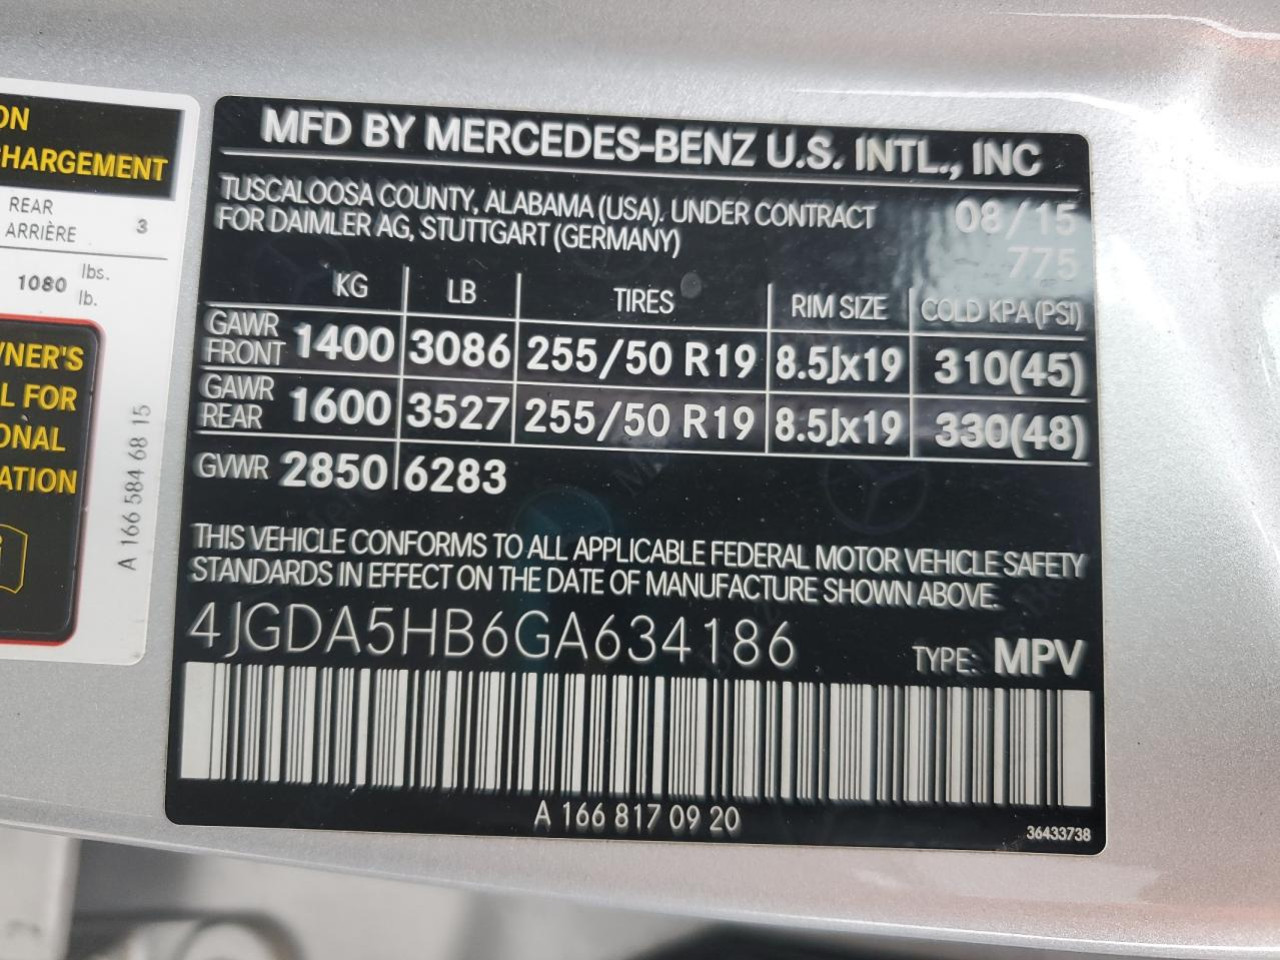 ON
CHARGEMENT
REAR
ARRIÈRE 3
1080 lbs.
lb.
WNER'S
L FOR
ONAL
ATION
A 166 584 68 15
MFD BY MERCEDES-BENZ U.S. INTL., INC
TUSCALOOSA COUNTY, ALABAMA (USA), UNDER CONTRACT
FOR DAIMLER AG, STUTTGART (GERMANY)
08/15
775
KG LB TIRES RIM SIZE COLD KPA (PSI)
GAWR FRONT 1400 3086 255/50 R19 8.5Jx19 310(45)
GAWR REAR 1600 3527 255/50 R19 8.5Jx19 330(48)
GVWR 2850 6283
THIS VEHICLE CONFORMS TO ALL APPLICABLE FEDERAL MOTOR VEHICLE SAFETY
STANDARDS IN EFFECT ON THE DATE OF MANUFACTURE SHOWN ABOVE.
4JGDA5HB6GA634186
TYPE: MPV
A 166 817 09 20
36433738